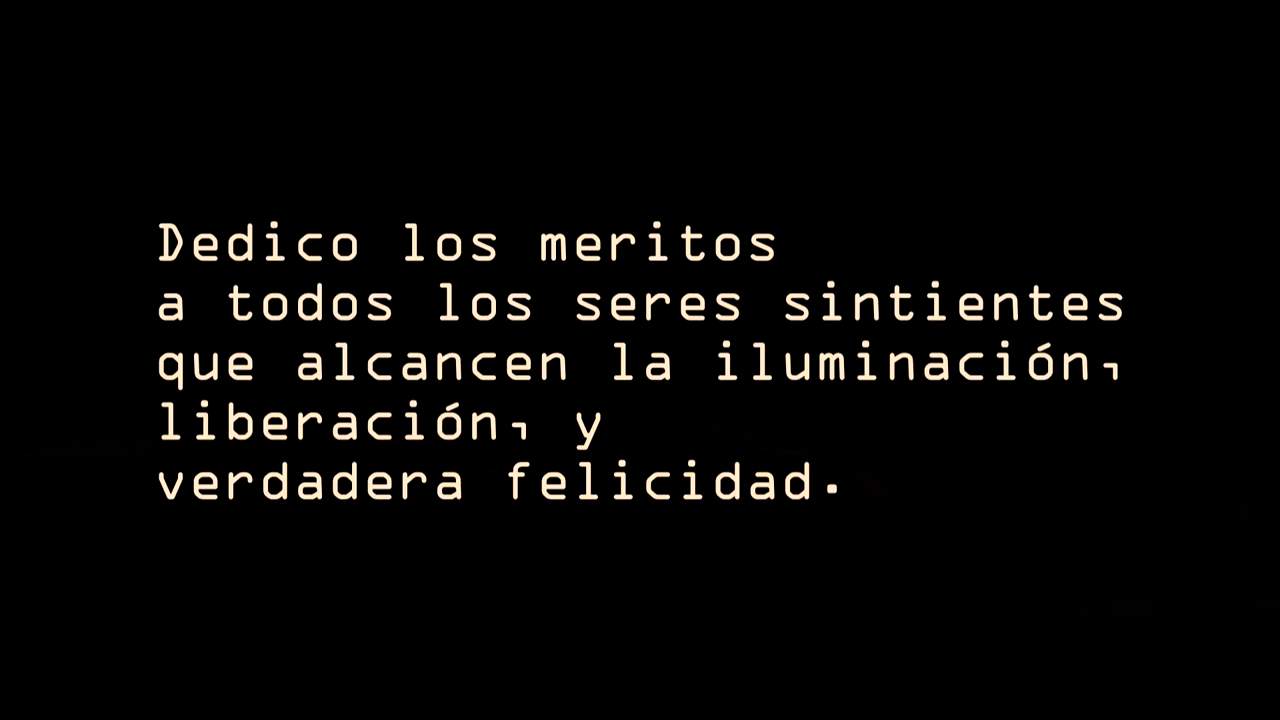 Dedico los meritos
a todos los seres sintientes
que alcancen la iluminación,
liberación, y
verdadera felicidad.